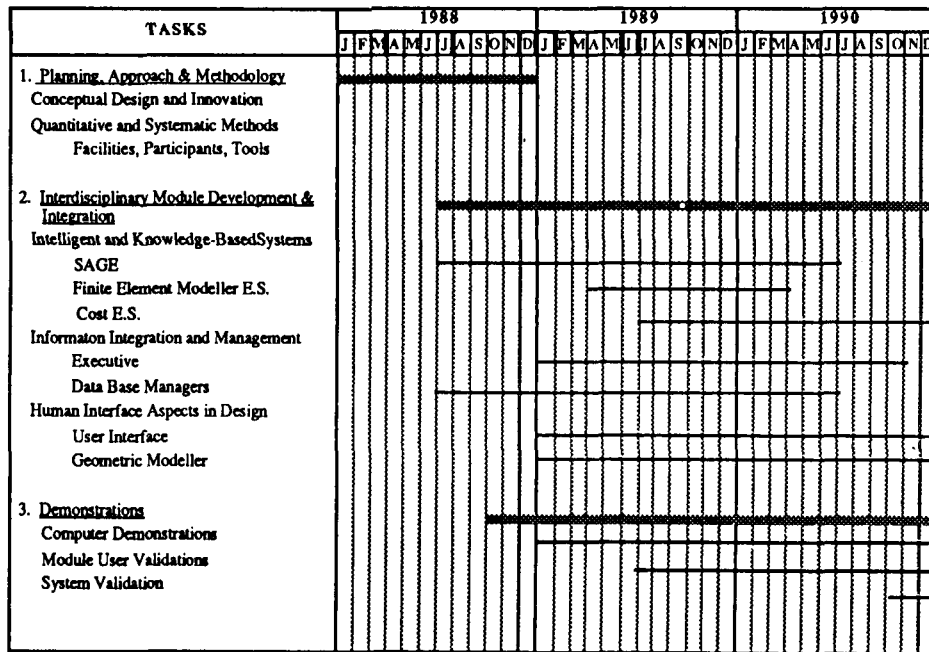 TASKS
1988 1989 1990
J F M A M J J A S O N D J F M A M J J A S O N D J F M A M J J A S O N D
1. Planning, Approach & Methodology
Conceptual Design and Innovation
Quantitative and Systematic Methods
Facilities, Participants, Tools
2. Interdisciplinary Module Development &
Integration
Intelligent and Knowledge-BasedSystems
SAGE
Finite Element Modeller E.S.
Cost E.S.
Informaton Integration and Management
Executive
Data Base Managers
Human Interface Aspects in Design
User Interface
Geometric Modeller
3. Demonstrations
Computer Demonstrations
Module User Validations
System Validation